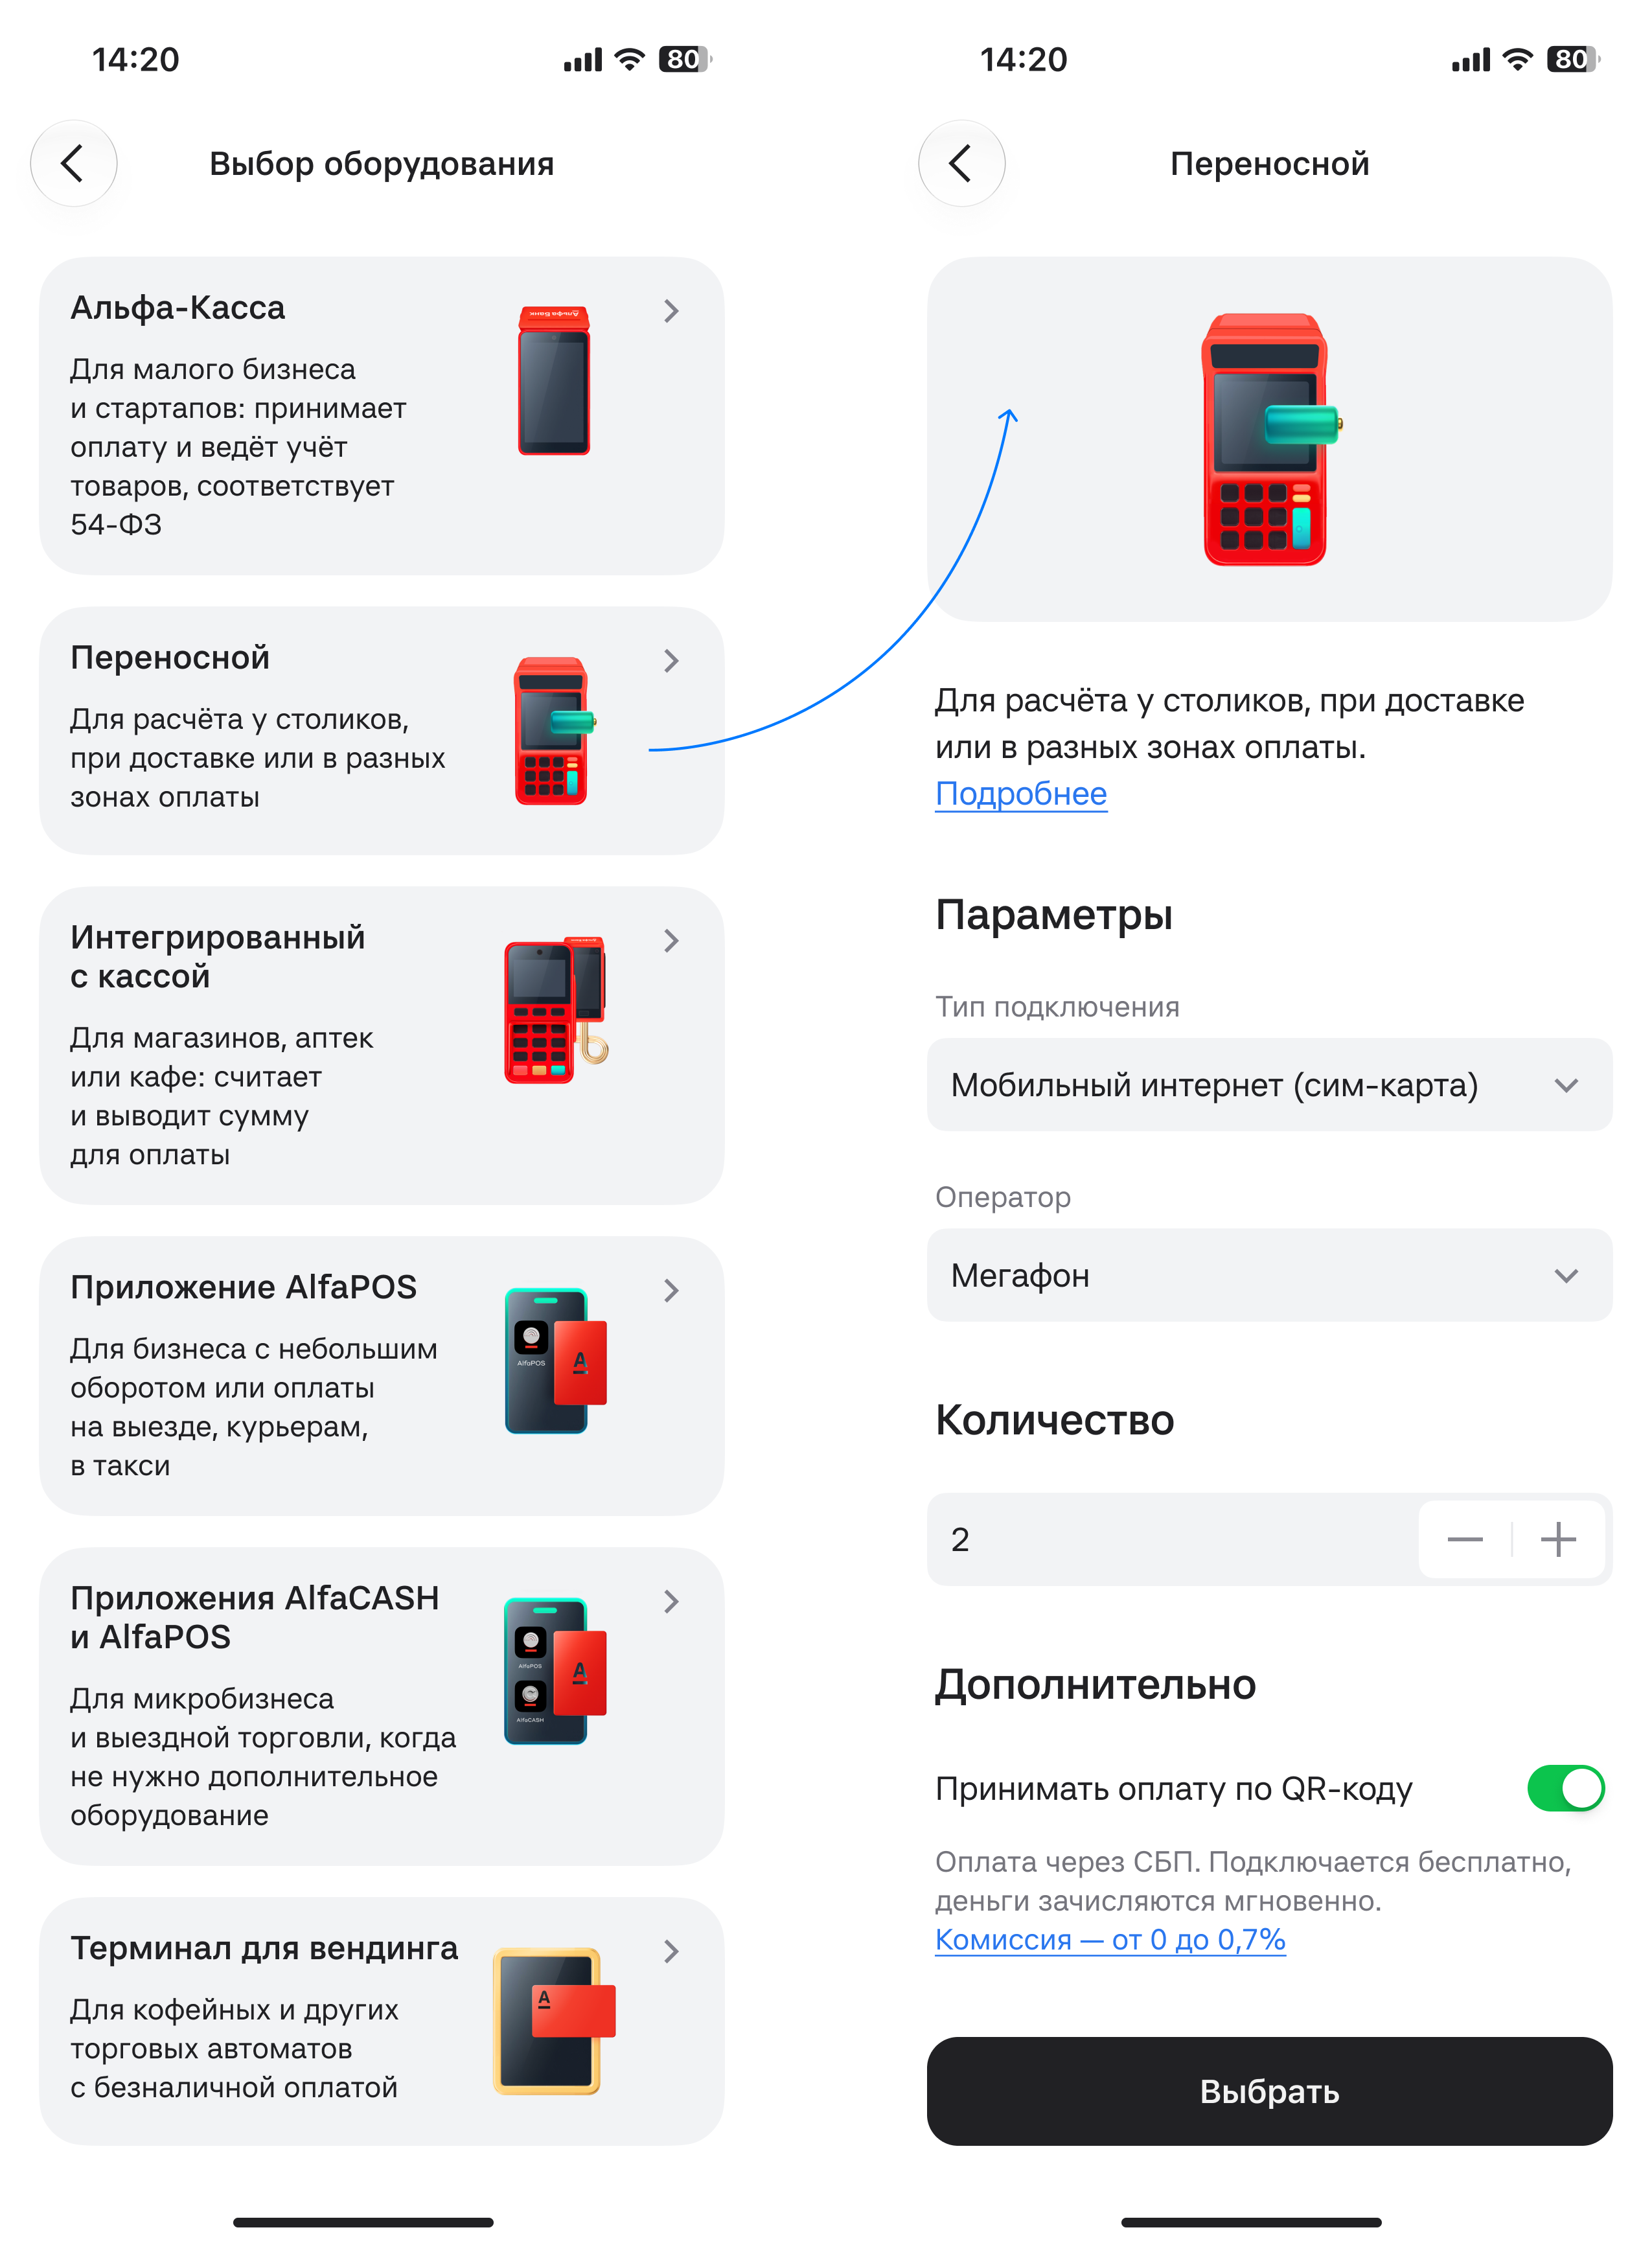 14:20
80
Выбор оборудования
Альфа-Касса
Для малого бизнеса
и стартапов: принимает
оплату и ведёт учёт
товаров, соответствует
54-ФЗ
Альфа Банк
Переносной
Для расчёта у столиков,
при доставке или в разных
зонах оплаты
Интегрированный
с кассой
Для магазинов, аптек
или кафе: считает
и выводит сумму
для оплаты
Приложение AlfaPOS
Для бизнеса с небольшим
оборотом или оплаты
на выезде, курьерам,
в такси
AlfaPOS
A
Приложения AlfaCASH
и AlfaPOS
Для микробизнеса
и выездной торговли, когда
не нужно дополнительное
оборудование
AlfaPOS
A
AlfaCASH
Терминал для вендинга
Для кофейных и других
торговых автоматов
с безналичной оплатой
A
14:20
80
Переносной
Для расчёта у столиков, при доставке
или в разных зонах оплаты.
Подробнее
Параметры
Тип подключения
Мобильный интернет (сим-карта)
Оператор
Мегафон
Количество
2
Дополнительно
Принимать оплату по QR-коду
Оплата через СБП. Подключается бесплатно,
деньги зачисляются мгновенно.
Комиссия — от 0 до 0,7%
Выбрать